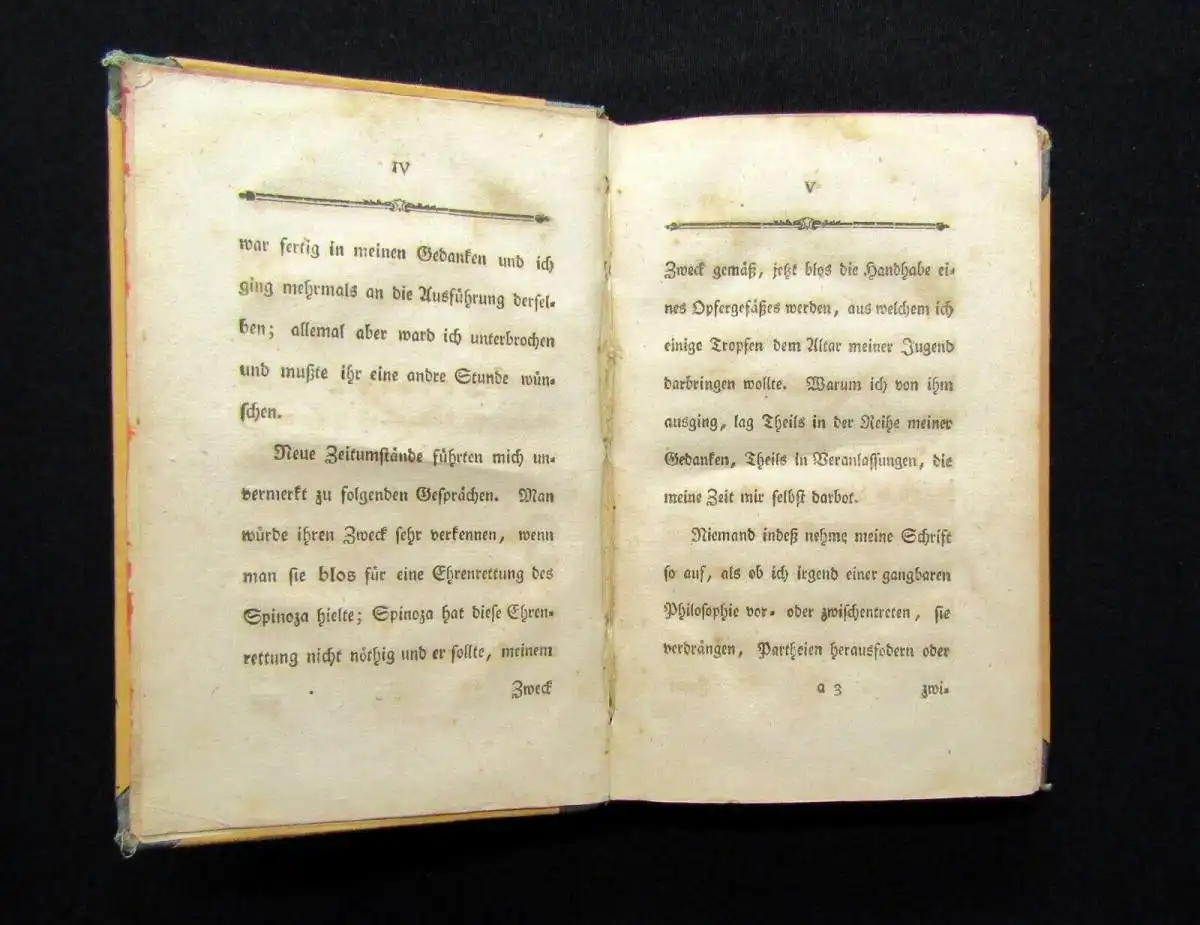 IV
war fertig in meinen Gedanken und ich
ging mehrmals an die Ausführung dersel-
ben; allemal aber ward ich unterbrochen
und mußte ihr eine andre Stunde wün-
schen.
Neue Zeitumstände führten mich un-
vermerkt zu folgenden Gesprächen. Man
würde ihren Zweck sehr verkennen, wenn
man sie blos für eine Ehrenrettung des
Spinoza hielte; Spinoza hat diese Ehren-
rettung nicht nöthig und er sollte, meinem
Zweck
V
Zweck gemäß, jetzt blos die Handhabe ei-
nes Opfergefäßes werden, aus welchem ich
einige Tropfen dem Altar meiner Jugend
darbringen wollte. Warum ich von ihm
ausging, lag Theils in der Reihe meiner
Gedanken, Theils in Veranlassungen, die
meine Zeit mir selbst darbot.
Niemand indeß nehme meine Schrift
so auf, als ob ich irgend einer gangbaren
Philosophie vor- oder zwischentreten, sie
verdrängen, Partheien herausfodern oder
a 3 zwi-